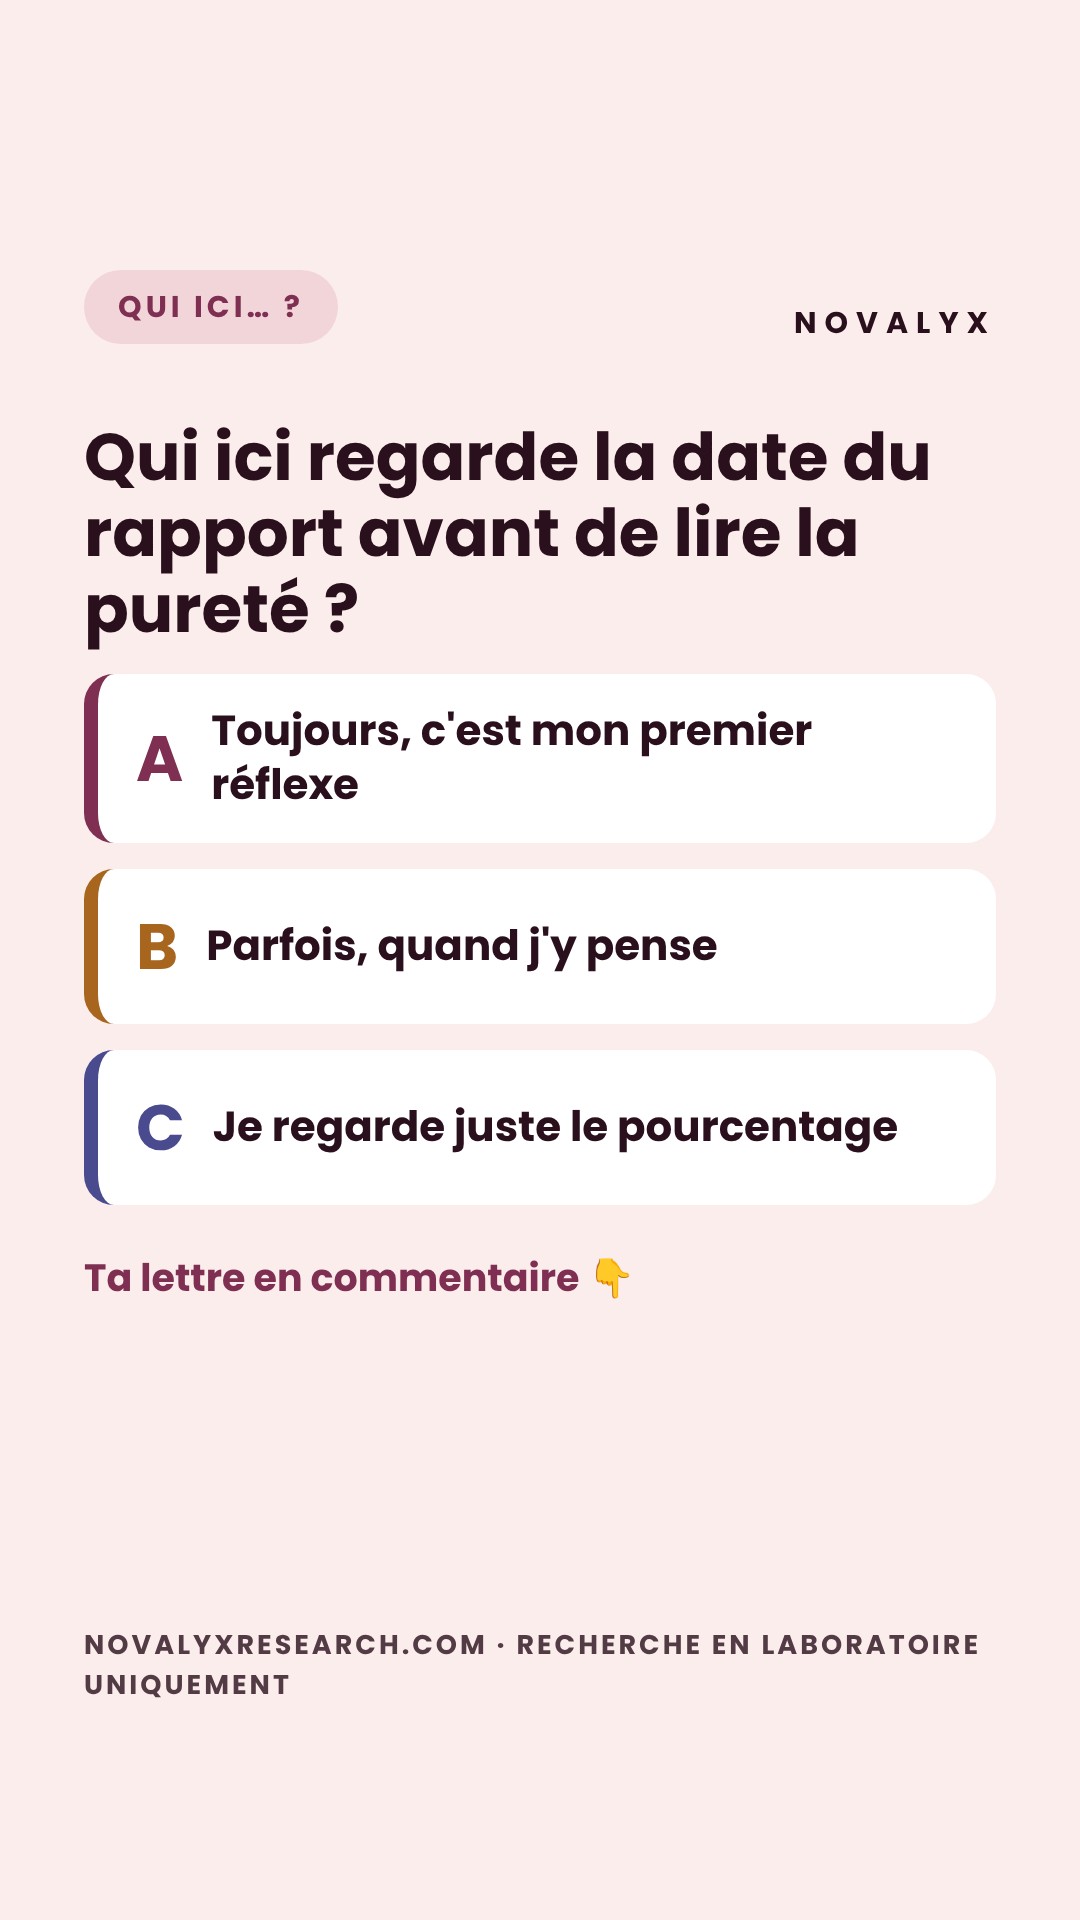 QUI ICI… ?
NOVALYX
Qui ici regarde la date du
rapport avant de lire la
pureté ?
A
Toujours, c'est mon premier
réflexe
B
Parfois, quand j'y pense
C
Je regarde juste le pourcentage
Ta lettre en commentaire 👇
NOVALYXRESEARCH.COM · RECHERCHE EN LABORATOIRE
UNIQUEMENT